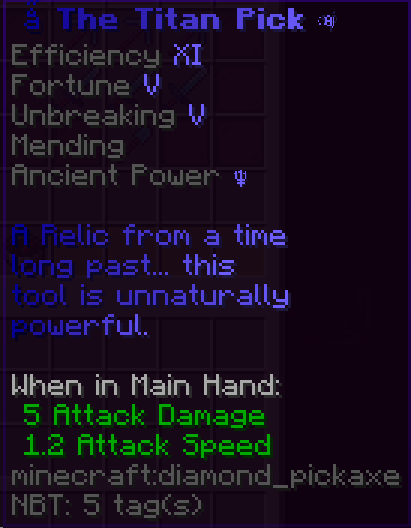 The Titan Pick
Efficiency XI
Fortune V
Unbreaking V
Mending
Ancient Power
A Relic from a time
long past... this
tool is unnaturally
powerful.
When in Main Hand:
5 Attack Damage
1.2 Attack Speed
minecraft:diamond_pickaxe
NBT: 5 tag(s)